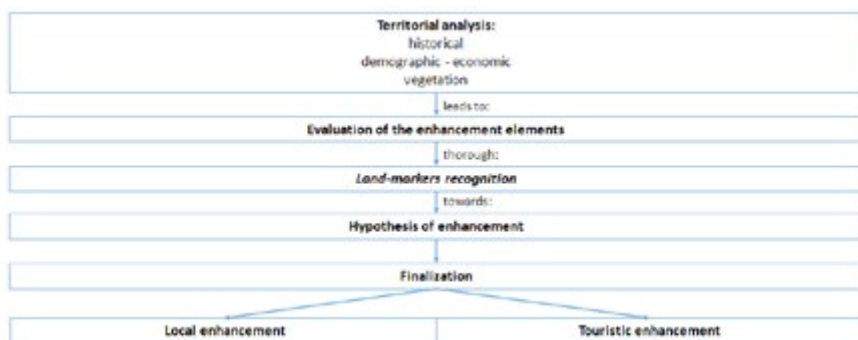 Territorial analysis:
historical
demographic - economic
vegetation
leads to:
Evaluation of the enhancement elements
thorough:
Land-markers recognition
towards:
Hypothesis of enhancement
Finalization
Local enhancement
Touristic enhancement